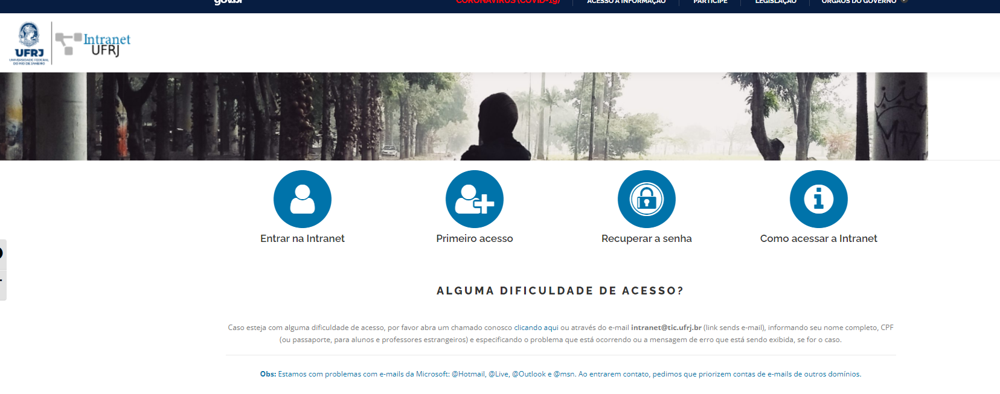 gov.br
CORONAVÍRUS (COVID-19)
ACESSO À INFORMAÇÃO
PARTICIPE
LEGISLAÇÃO
ÓRGÃOS DO GOVERNO
UFRJ
UNIVERSIDADE FEDERAL
DO RIO DE JANEIRO
Intranet
UFRJ
Entrar na Intranet
Primeiro acesso
Recuperar a senha
Como acessar a Intranet
ALGUMA DIFICULDADE DE ACESSO?
Caso esteja com alguma dificuldade de acesso, por favor abra um chamado conosco clicando aqui ou através do e-mail intranet@tic.ufrj.br (link sends e-mail), informando seu nome completo, CPF
(ou passaporte, para alunos e professores estrangeiros) e especificando o problema que está ocorrendo ou a mensagem de erro que está sendo exibida, se for o caso.
Obs: Estamos com problemas com e-mails da Microsoft: @Hotmail, @Live, @Outlook e @msn. Ao entrarem contato, pedimos que priorizem contas de e-mails de outros domínios.